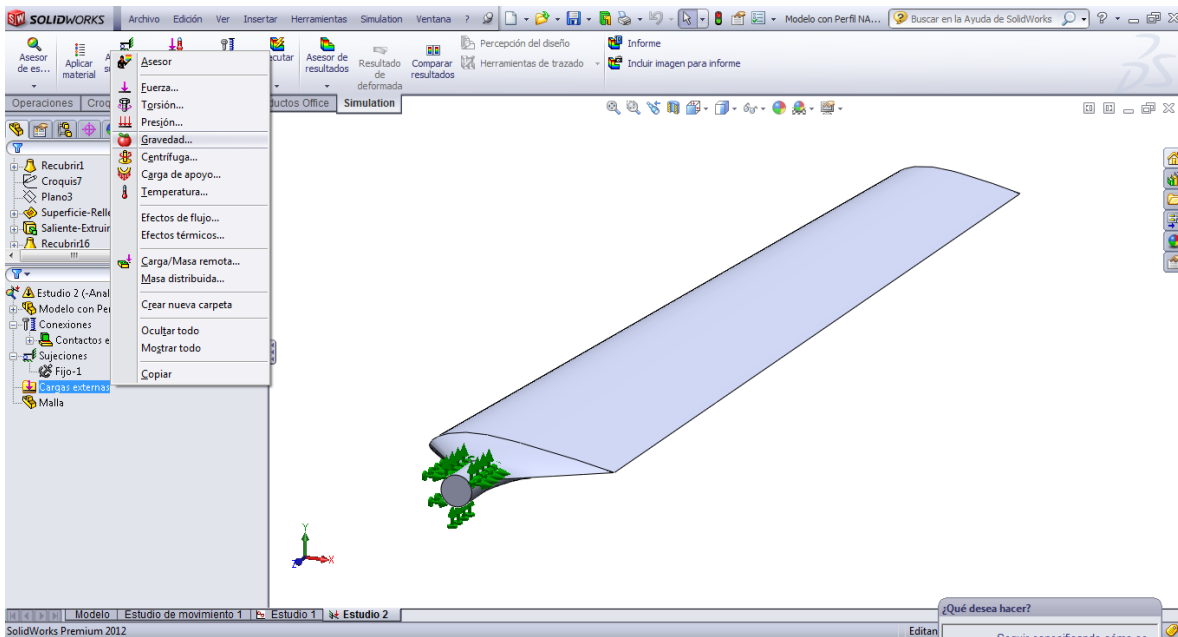 SOLIDWORKS Archivo Edición Ver Insertar Herramientas Simulation Ventana ? Modelo con Perfil NA... Buscar en la Ayuda de SolidWorks
Asesor de es...
Aplicar material
Asesor de resultados
Resultado de deformada
Comparar resultados
Percepción del diseño
Herramientas de trazado
Informe
Incluir imagen para informe
Operaciones Croq ductos Office Simulation
Asesor
Fuerza...
Torsión...
Presión...
Gravedad...
Centrífuga...
Carga de apoyo...
Temperatura...
Efectos de flujo...
Efectos térmicos...
Carga/Masa remota...
Masa distribuida...
Crear nueva carpeta
Ocultar todo
Mostrar todo
Copiar
Recubrir1
Croquis7
Plano3
Superficie-Relle
Saliente-Extruir
Recubrir16
Estudio 2 (-Anal
Modelo con Per
Conexiones
Contactos e
Sujeciones
Fijo-1
Cargas externas
Malla
Y
X
Z
Modelo Estudio de movimiento 1 Estudio 1 Estudio 2
¿Qué desea hacer?
SolidWorks Premium 2012 Editan